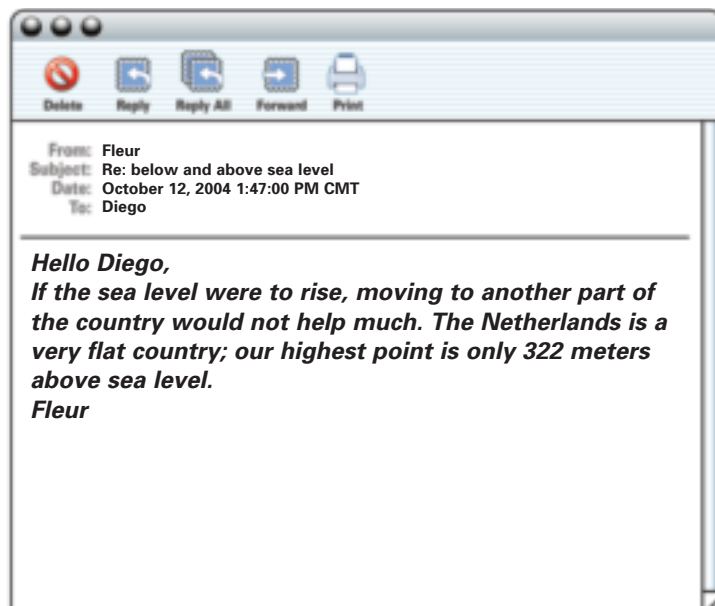 Delete Reply Reply All Forward Print
From: Fleur
Subject: Re: below and above sea level
Date: October 12, 2004 1:47:00 PM CMT
To: Diego
Hello Diego,
If the sea level were to rise, moving to another part of
the country would not help much. The Netherlands is a
very flat country; our highest point is only 322 meters
above sea level.
Fleur